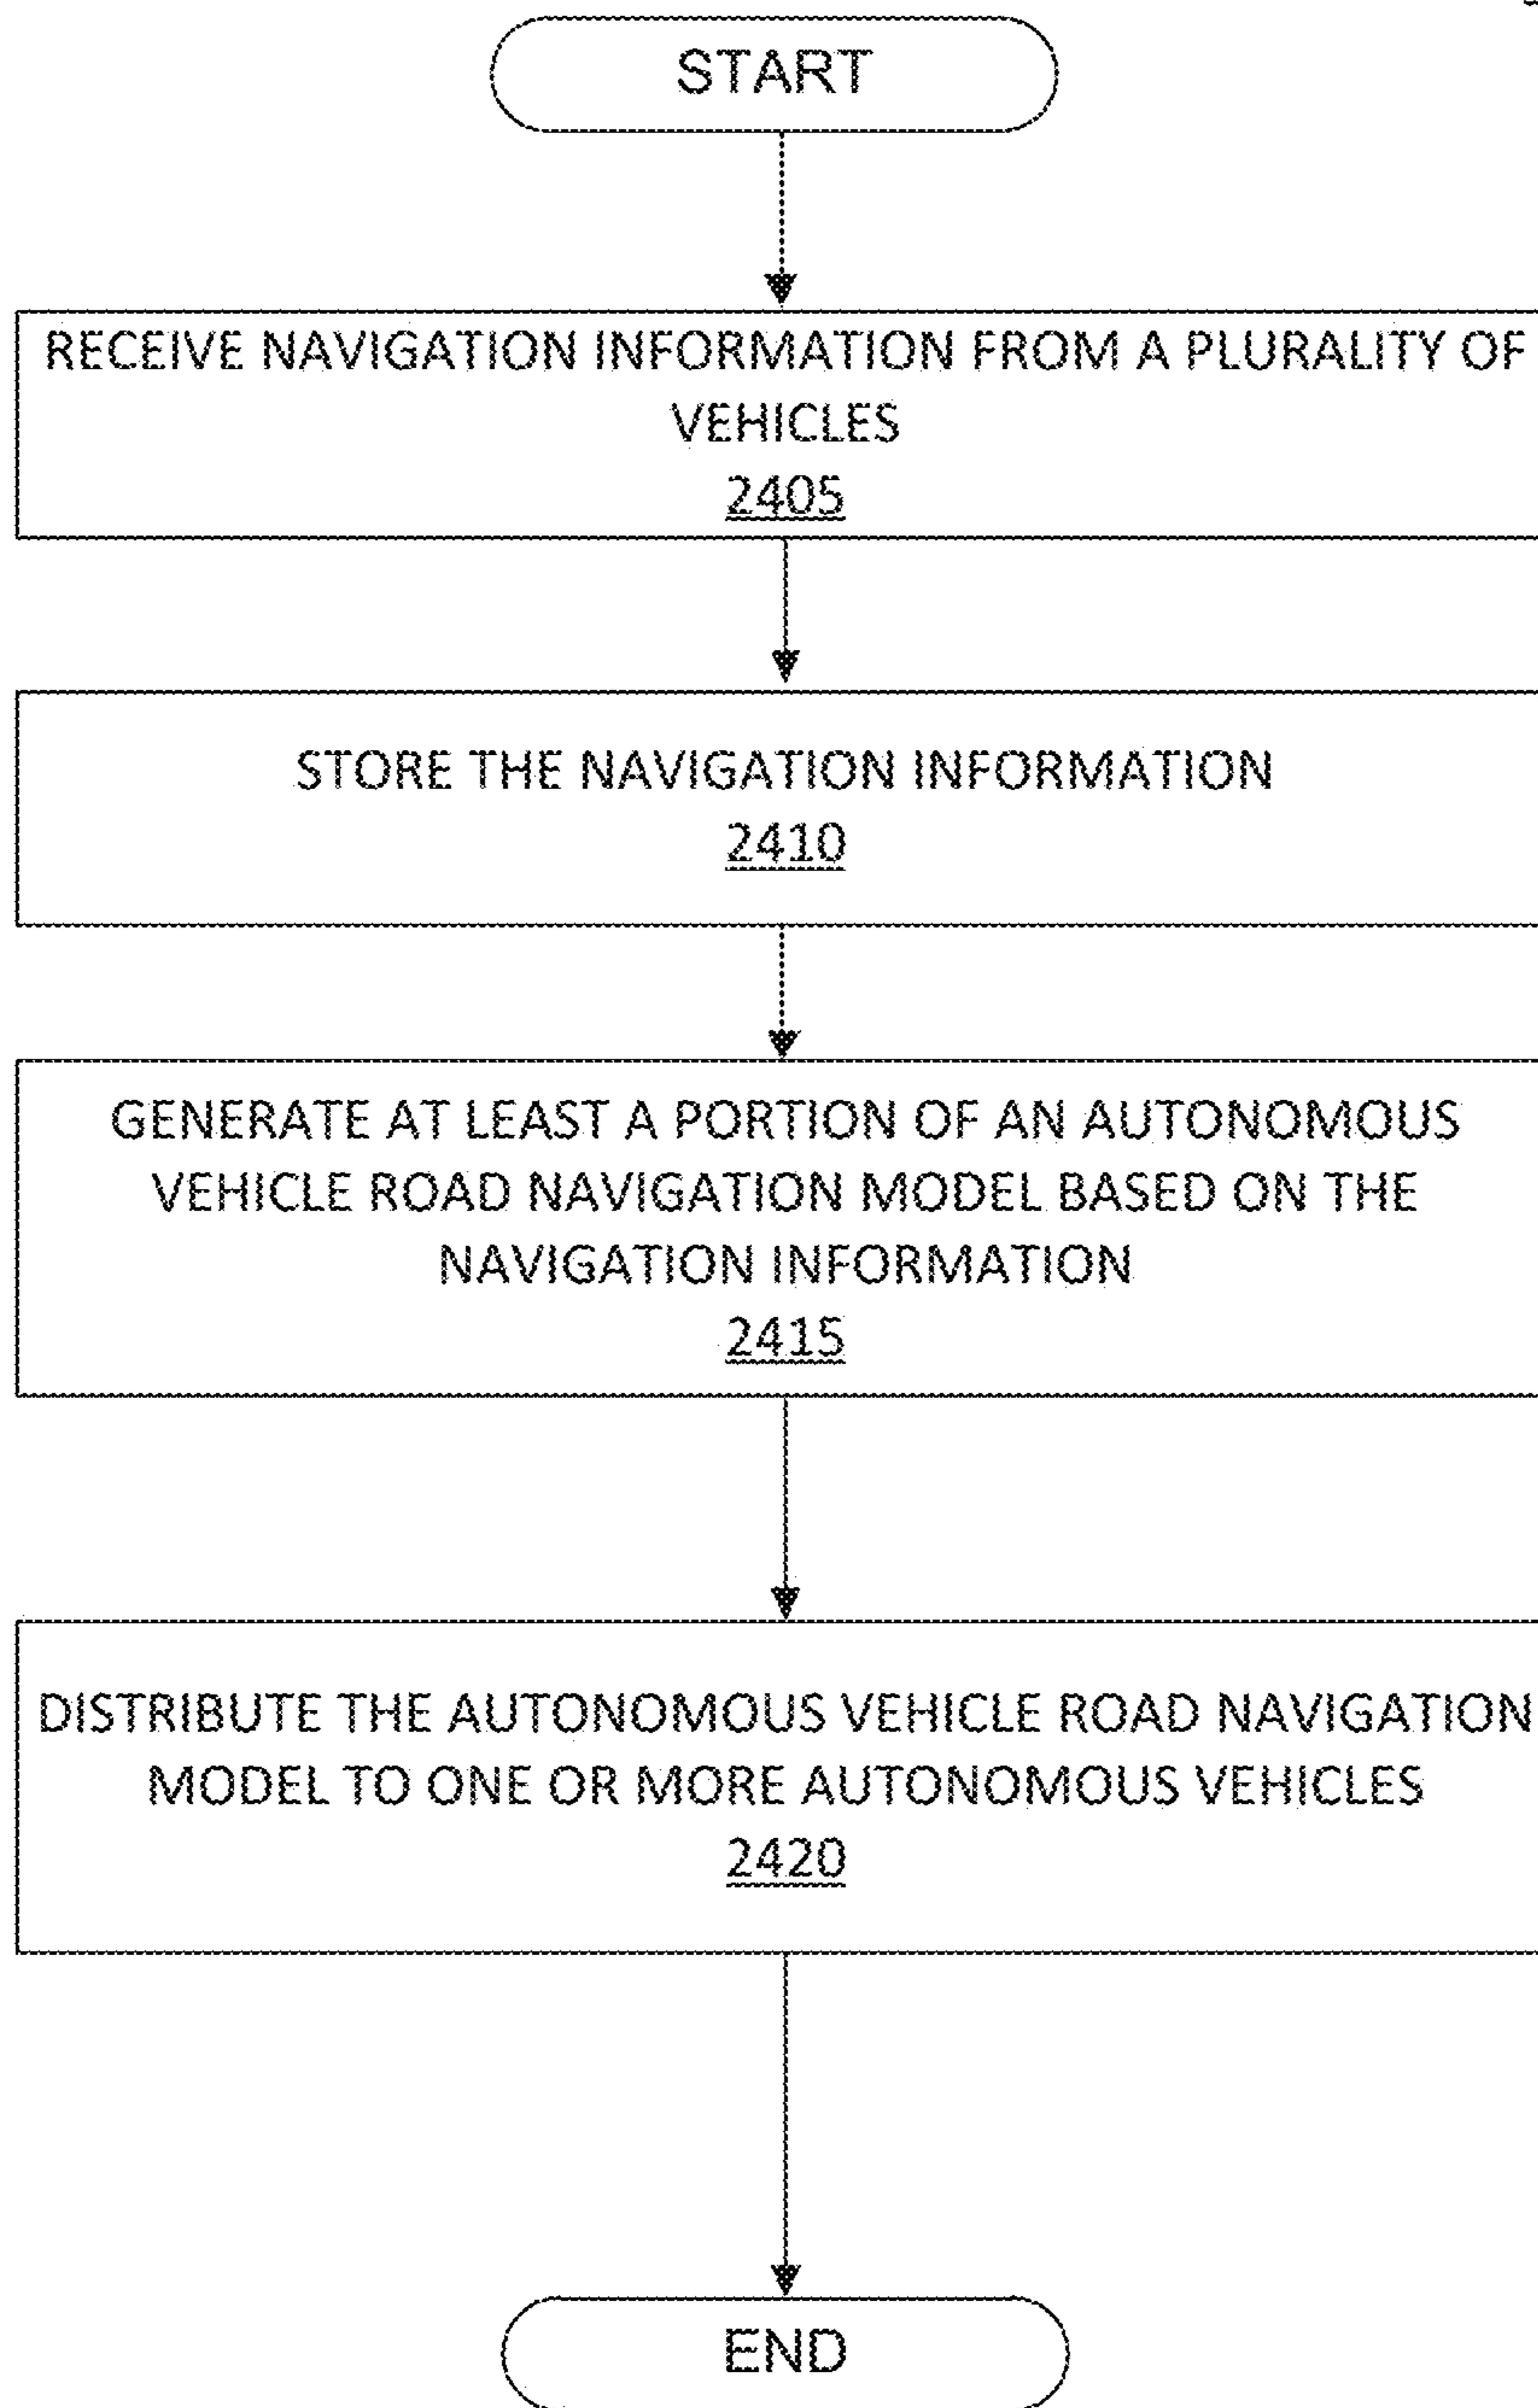 START
RECEIVE NAVIGATION INFORMATION FROM A PLURALITY OF
VEHICLES
2405
STORE THE NAVIGATION INFORMATION
2410
GENERATE AT LEAST A PORTION OF AN AUTONOMOUS
VEHICLE ROAD NAVIGATION MODEL BASED ON THE
NAVIGATION INFORMATION
2415
DISTRIBUTE THE AUTONOMOUS VEHICLE ROAD NAVIGATION
MODEL TO ONE OR MORE AUTONOMOUS VEHICLES
2420
END